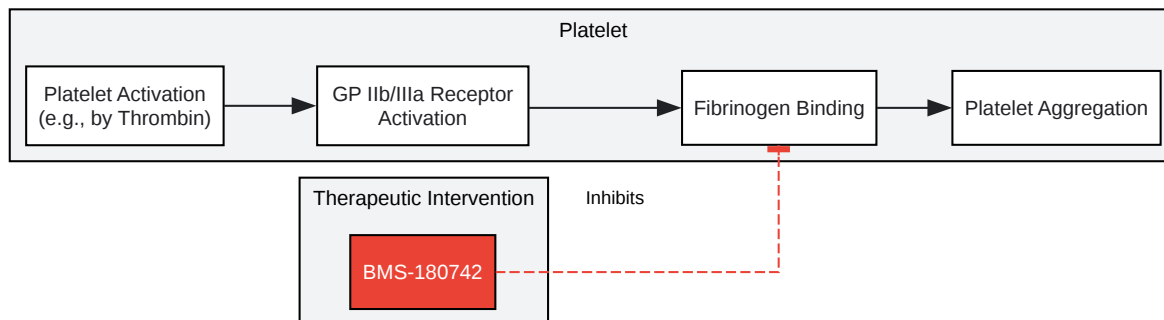 Platelet
Platelet Activation
(e.g., by Thrombin)
GP IIb/IIIa Receptor
Activation
Fibrinogen Binding
Platelet Aggregation
Therapeutic Intervention
Inhibits
BMS-180742